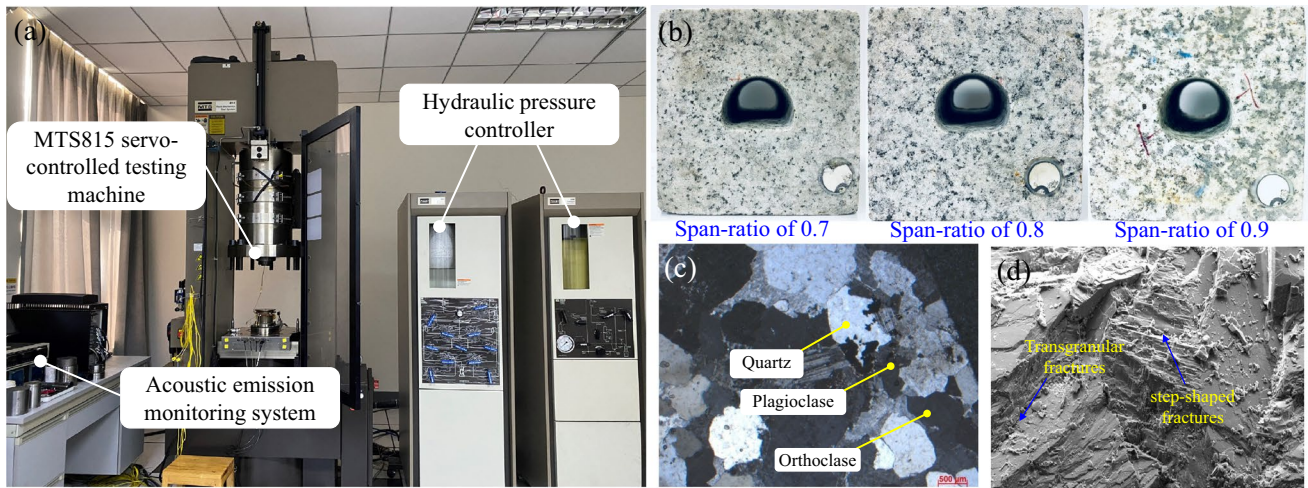 (a)
MTS
MTS815 servo-
controlled testing
machine
Hydraulic pressure
controller
Acoustic emission
monitoring system
(b)
Span-ratio of 0.7
Span-ratio of 0.8
Span-ratio of 0.9
(c)
Quartz
Plagioclase
Orthoclase
500 μm
(d)
Transgranular
fractures
step-shaped
fractures